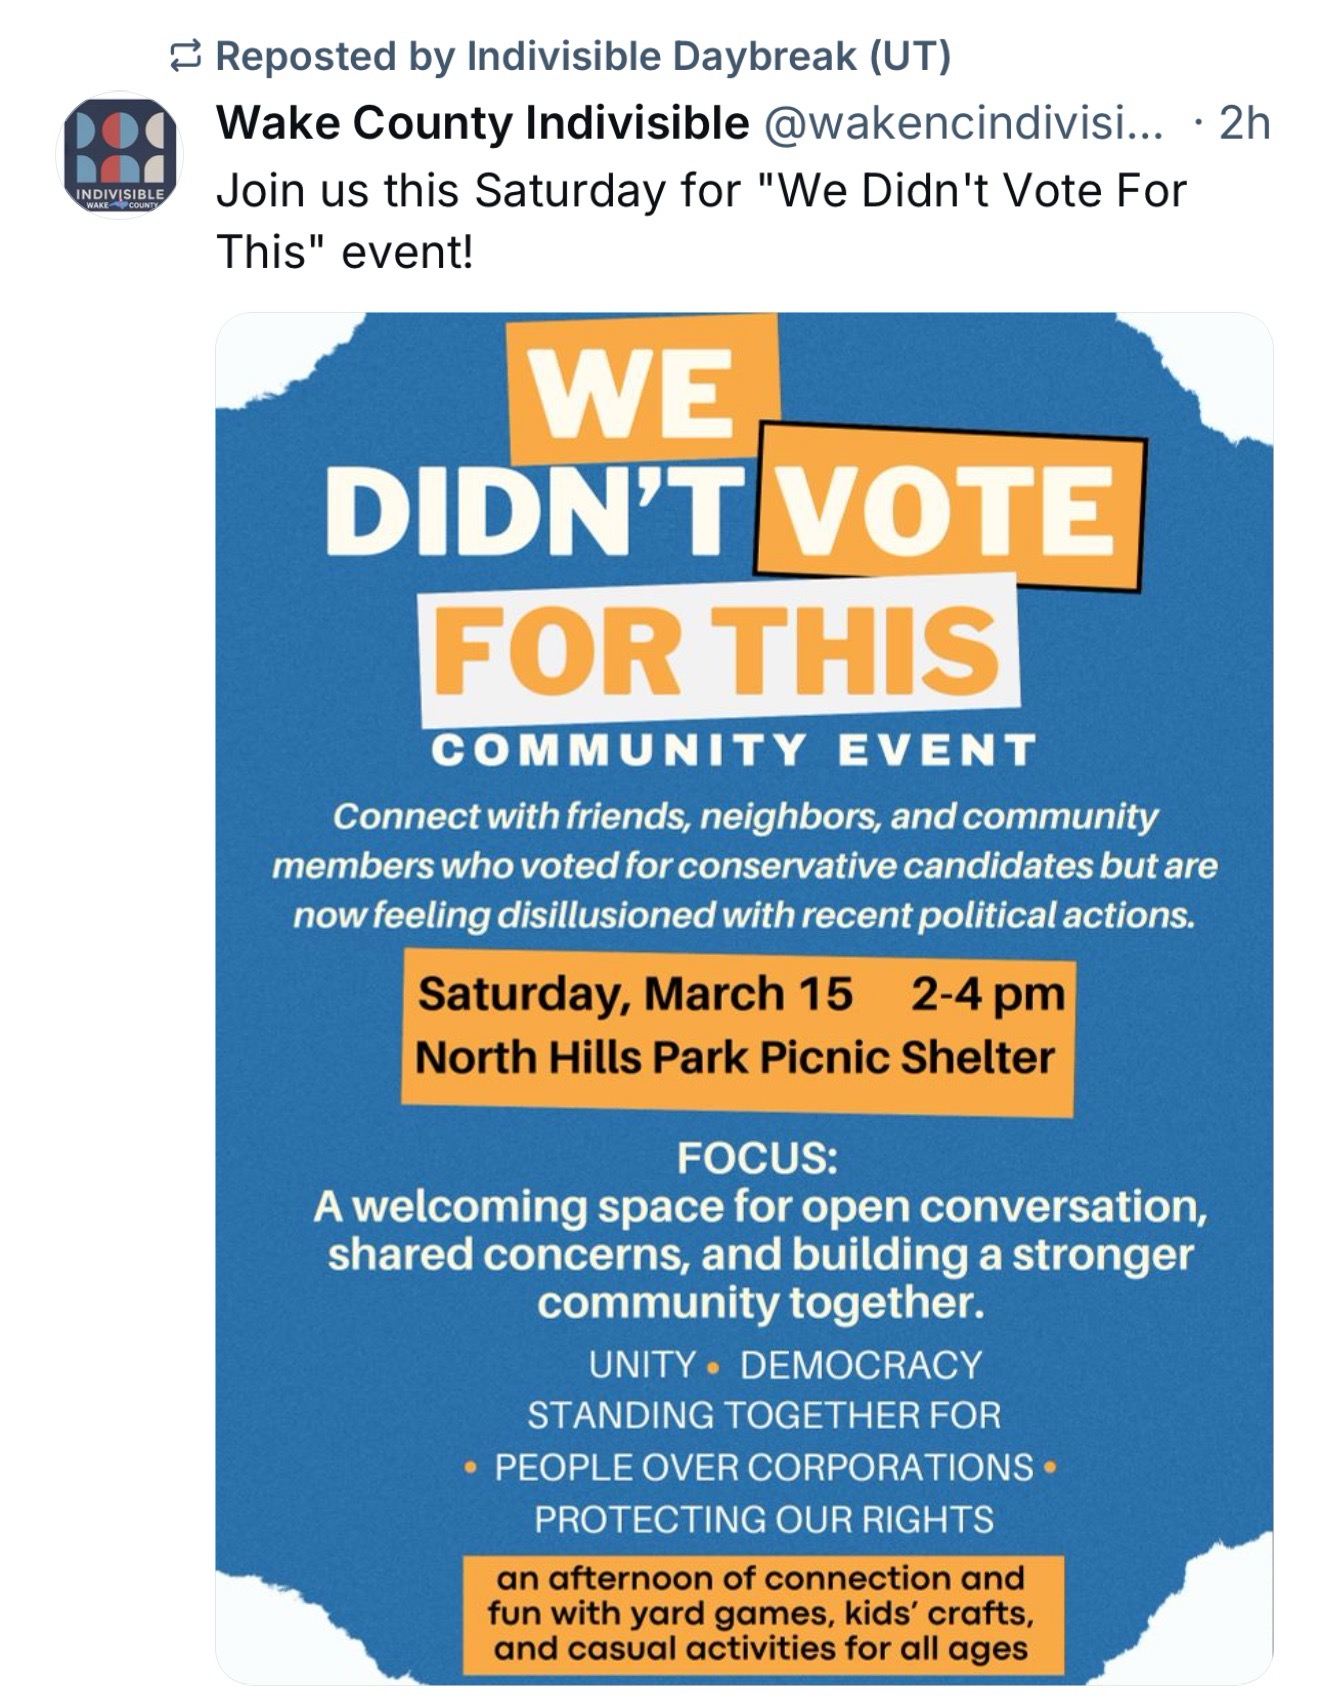 Reposted by Indivisible Daybreak (UT)
Wake County Indivisible @wakencindivisi... · 2h
INDIVISIBLE
WAKE COUNTY
Join us this Saturday for "We Didn't Vote For
This" event!
WE
DIDN'T VOTE
FOR THIS
COMMUNITY EVENT
Connect with friends, neighbors, and community
members who voted for conservative candidates but are
now feeling disillusioned with recent political actions.
Saturday, March 15 2-4 pm
North Hills Park Picnic Shelter
FOCUS:
A welcoming space for open conversation,
shared concerns, and building a stronger
community together.
UNITY • DEMOCRACY
STANDING TOGETHER FOR
• PEOPLE OVER CORPORATIONS •
PROTECTING OUR RIGHTS
an afternoon of connection and
fun with yard games, kids' crafts,
and casual activities for all ages